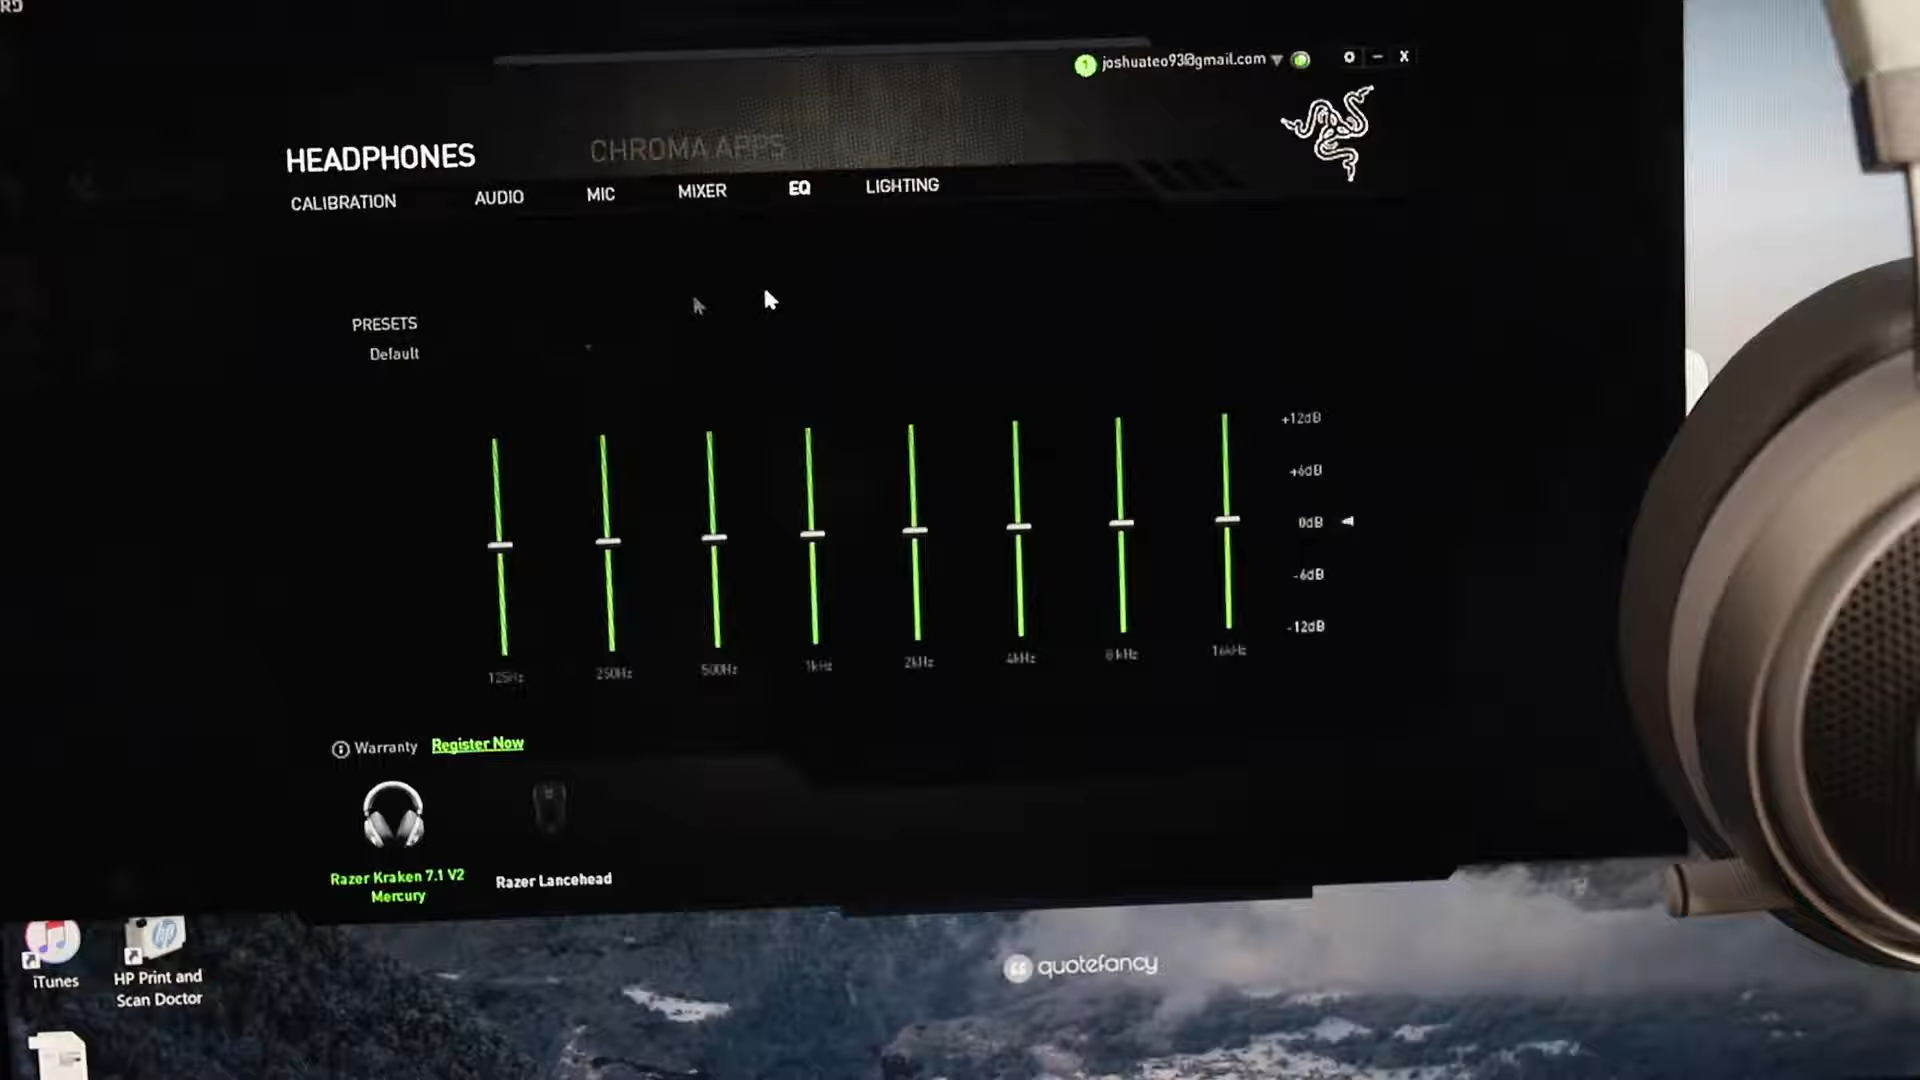 RD
joshuateo93@gmail.com
HEADPHONES
CHROMA APPS
CALIBRATION
AUDIO
MIC
MIXER
EQ
LIGHTING
PRESETS
Default
+12dB
+6dB
0dB
-6dB
-12dB
125Hz
250Hz
500Hz
1kHz
2kHz
4kHz
8kHz
16kHz
Warranty Register Now
Razer Kraken 7.1 V2
Mercury
Razer Lancehead
iTunes
hp
HP Print and
Scan Doctor
quotefancy